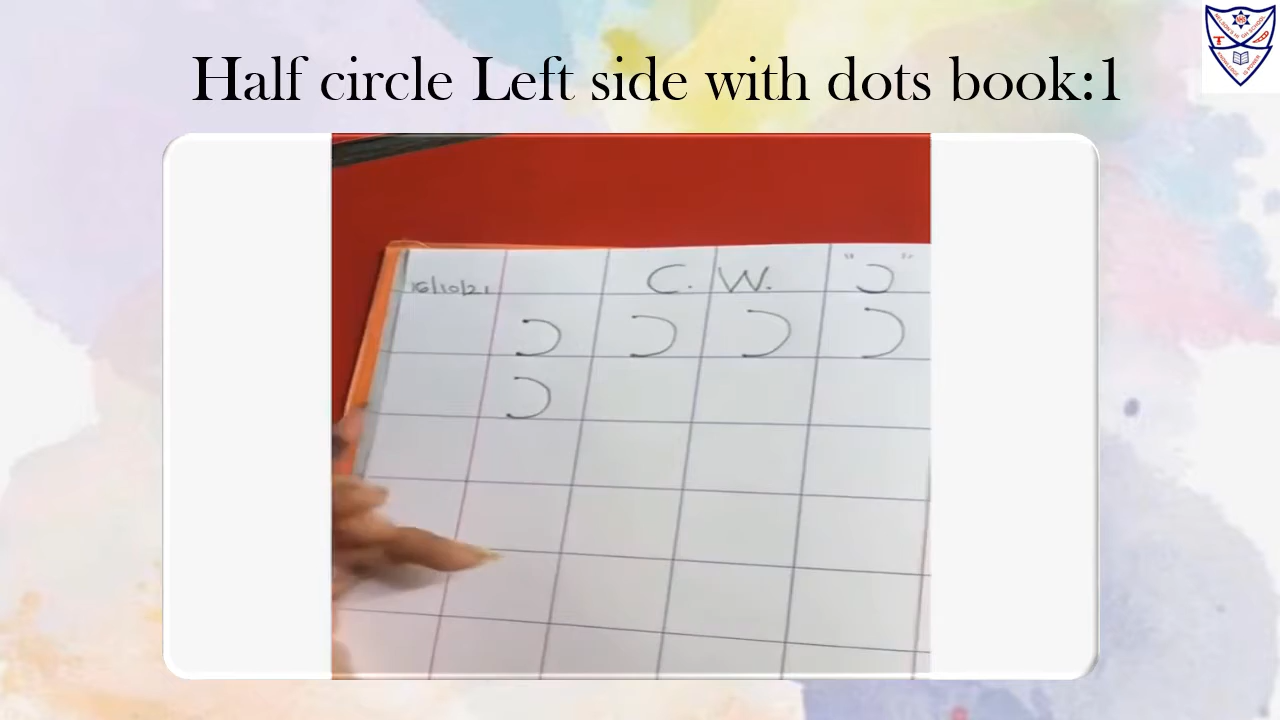 Half circle Left side with dots book:1
16/10/21 C. W. " ⊃ "
⊃ ⊃ ⊃ ⊃
⊃